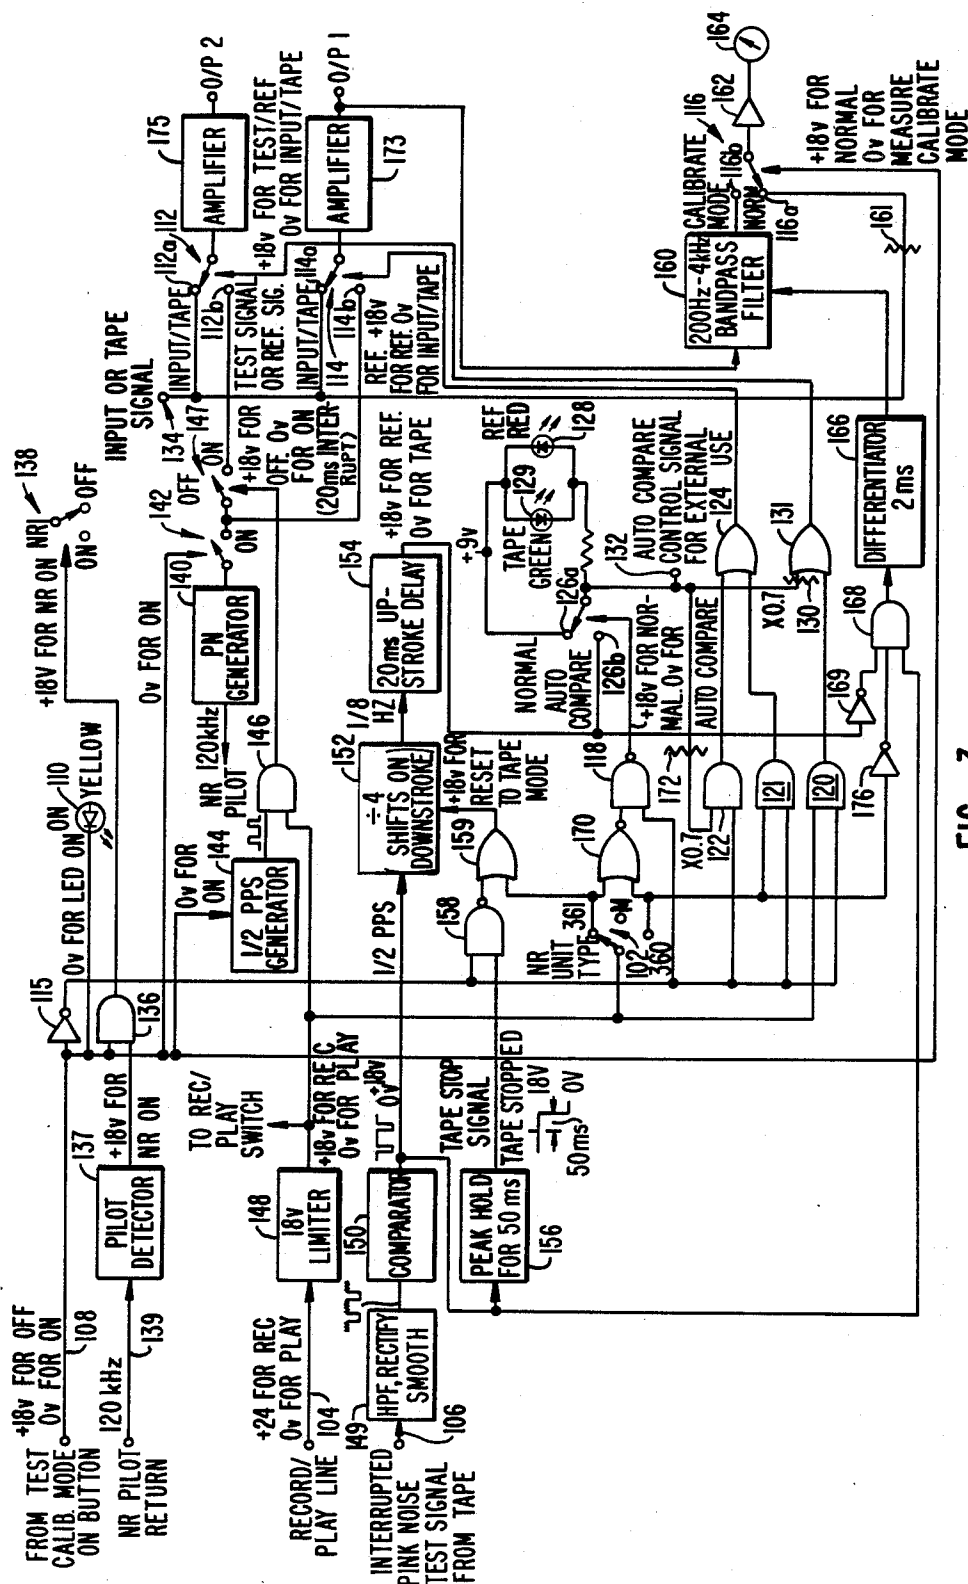 FROM TEST
CALIB. MODE
ON BUTTON
+18v FOR OFF
0v FOR ON
108
NR PILOT
RETURN
120kHz
139
PILOT
DETECTOR
137
+18v FOR
NR ON
136
115
0v FOR LED ON
110
YELLOW
+18V FOR NR ON
NR
138
ON
OFF
RECORD/
PLAY LINE
+24 FOR REC
0v FOR PLAY
104
18v
LIMITER
148
TO REC/
PLAY
SWITCH
+18v FOR REC
0v FOR PLAY
0v FOR
ON
144
1/2 PPS
GENERATOR
146
NR
PILOT
120kHz
PN
GENERATOR
140
0v FOR ON
142
ON
OFF
147
ON
+18v FOR
OFF. 0v
FOR ON
(20ms INTER-
RUPT)
INPUT OR TAPE
SIGNAL
134
INPUT/TAPE
112a
112
112b
TEST SIGNAL
OR REF. SIG.
AMPLIFIER
175
O/P 2
+18v FOR TEST/REF
0v FOR INPUT/TAPE
INPUT/TAPE
114a
114
114b
REF. +18v
FOR REF. 0v
FOR INPUT/TAPE
AMPLIFIER
173
O/P 1
INTERRUPTED
PINK NOISE
TEST SIGNAL
FROM TAPE
106
149
HPF, RECTIFY
SMOOTH
150
COMPARATOR
+18v
0v
1/2 PPS
152
÷4
SHIFTS ON
DOWNSTROKE
1/8
HZ
154
20ms UP-
STROKE DELAY
+18v FOR REF.
0v FOR TAPE
+18v FOR
RESET
TO TAPE
MODE
159
158
PEAK HOLD
FOR 50 ms
156
TAPE STOP
SIGNAL
TAPE STOPPED
18V
0V
50ms
NR
UNIT
TYPE
361
M
102
360
170
118
NORMAL
AUTO
COMPARE
126a
126b
+18v FOR NOR-
MAL. 0v FOR
AUTO COMPARE
+9v
TAPE
GREEN
129
REF
RED
128
132
AUTO COMPARE
CONTROL SIGNAL
FOR EXTERNAL
USE
172
X0.7
122
121
120
124
X0.7
130
131
176
169
168
DIFFERENTIATOR
2 ms
166
160
200Hz-4kHz
BANDPASS
FILTER
CALIBRATE
MODE
116b
116
NORM
116a
161
162
164
+18v FOR
NORMAL
0v FOR
MEASURE
CALIBRATE
MODE